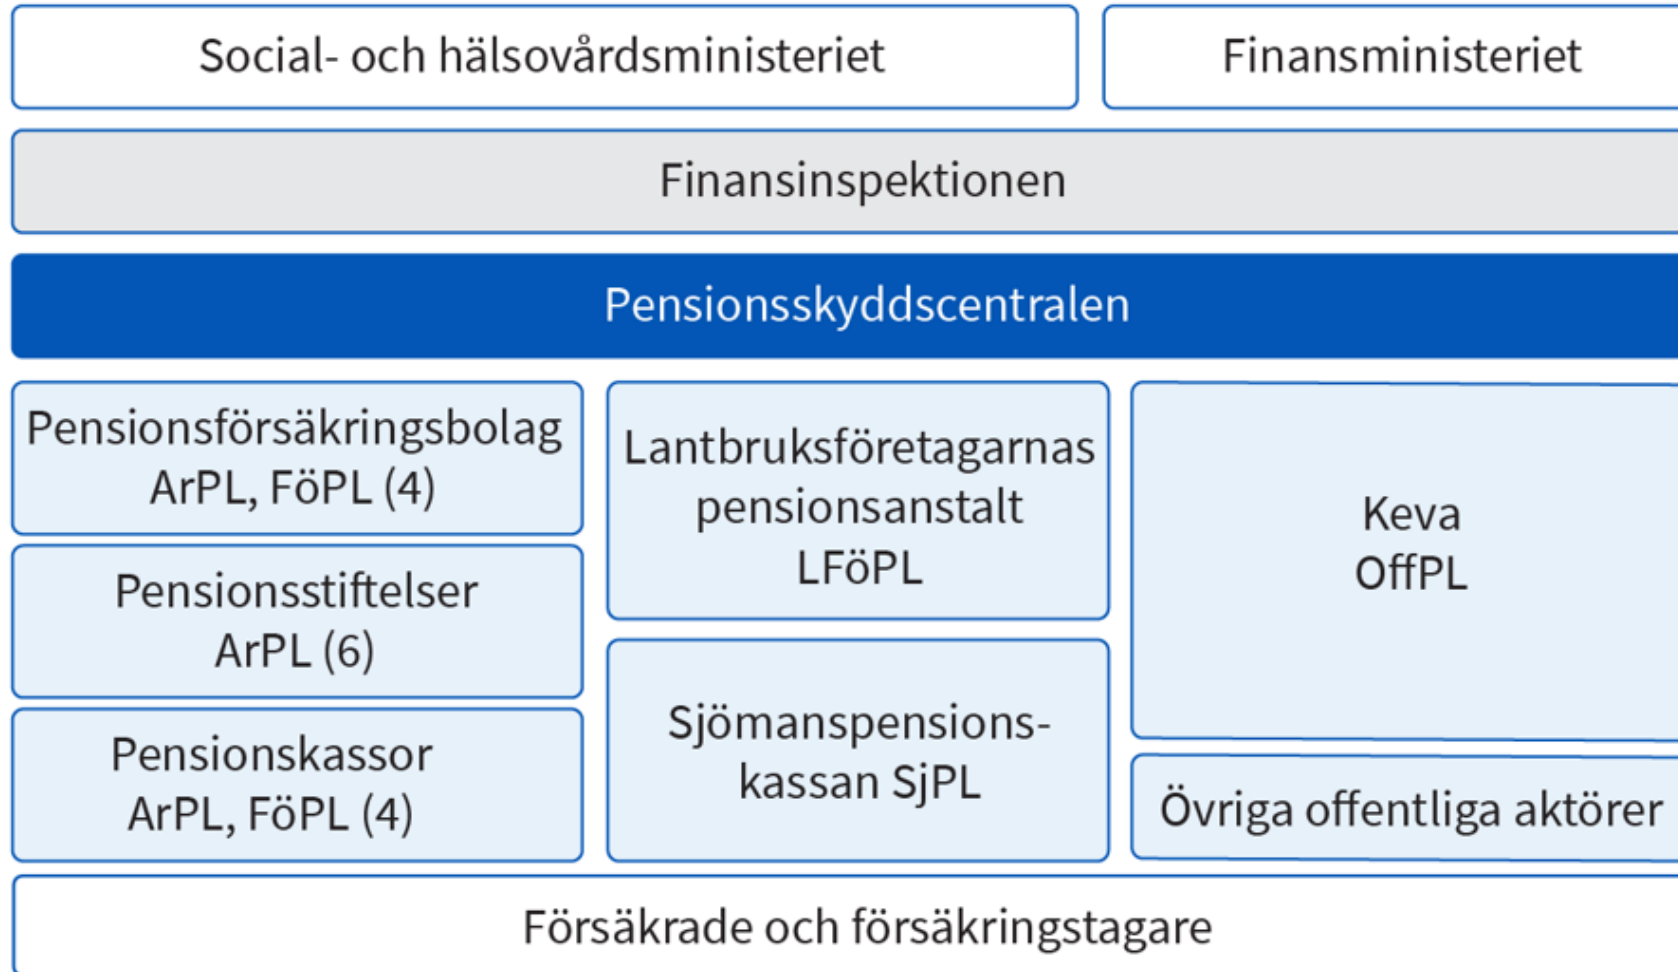 Social- och hälsovårdsministeriet
Finansministeriet
Finansinspektionen
Pensionsskyddscentralen
Pensionsförsäkringsbolag
ArPL, FöPL (4)
Pensionsstiftelser
ArPL (6)
Pensionskassor
ArPL, FöPL (4)
Lantbruksföretagarnas
pensionsanstalt
LFöPL
Sjömanspensions-
kassan SjPL
Keva
OffPL
Övriga offentliga aktörer
Försäkrade och försäkringstagare